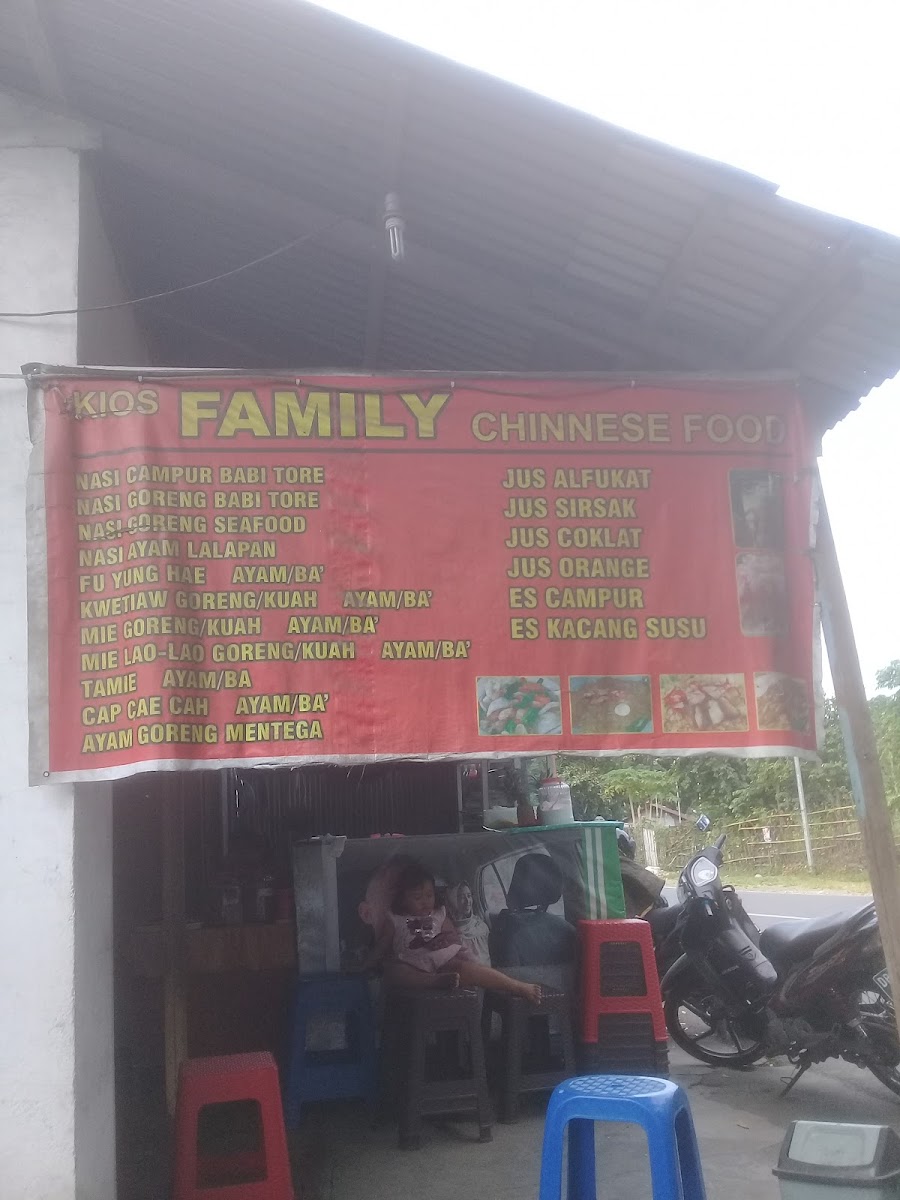 KIOS FAMILY CHINNESE FOOD
NASI CAMPUR BABI TORE
NASI GORENG BABI TORE
NASI GORENG SEAFOOD
NASI AYAM LALAPAN
FU YUNG HAE AYAM/BA'
KWETIAW GORENG/KUAH AYAM/BA'
MIE GORENG/KUAH AYAM/BA'
MIE LAO-LAO GORENG/KUAH AYAM/BA'
TAMIE AYAM/BA
CAP CAE CAH AYAM/BA'
AYAM GORENG MENTEGA
JUS ALFUKAT
JUS SIRSAK
JUS COKLAT
JUS ORANGE
ES CAMPUR
ES KACANG SUSU